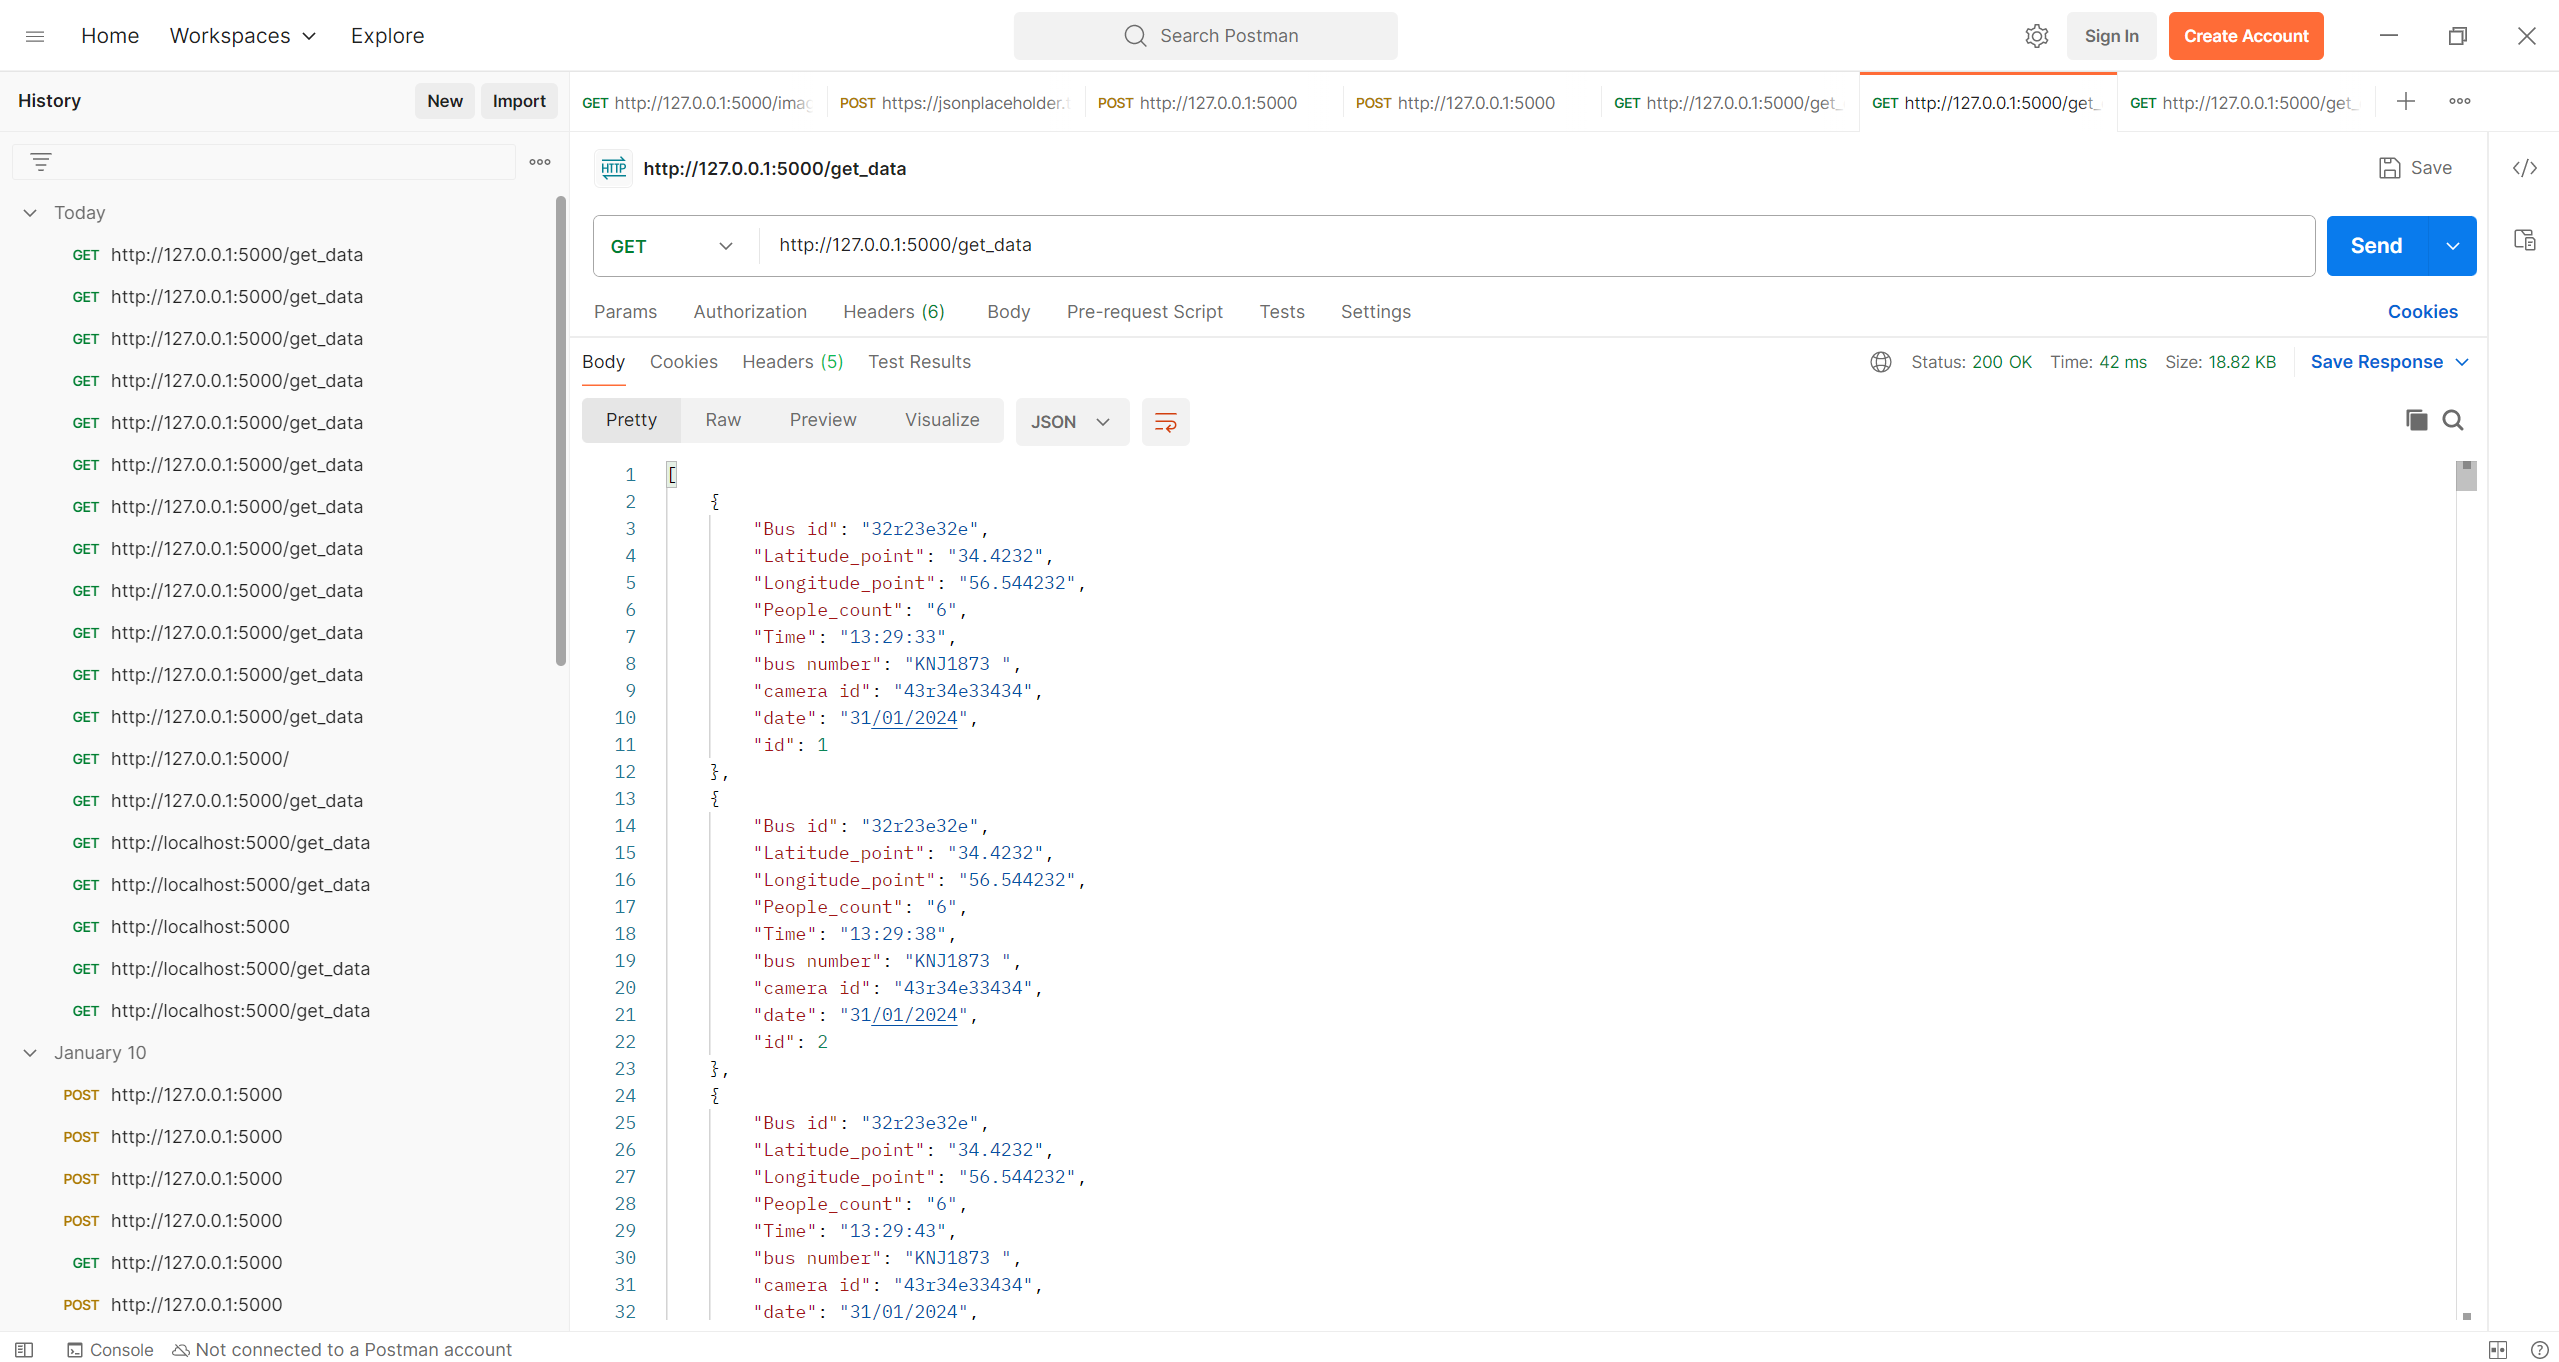 Home Workspaces Explore Search Postman Sign In Create Account
History New Import
GET http://127.0.0.1:5000/imag POST https://jsonplaceholder.t POST http://127.0.0.1:5000 POST http://127.0.0.1:5000 GET http://127.0.0.1:5000/get_ GET http://127.0.0.1:5000/get_ GET http://127.0.0.1:5000/get_
Today
GET http://127.0.0.1:5000/get_data
GET http://127.0.0.1:5000/get_data
GET http://127.0.0.1:5000/get_data
GET http://127.0.0.1:5000/get_data
GET http://127.0.0.1:5000/get_data
GET http://127.0.0.1:5000/get_data
GET http://127.0.0.1:5000/get_data
GET http://127.0.0.1:5000/get_data
GET http://127.0.0.1:5000/get_data
GET http://127.0.0.1:5000/get_data
GET http://127.0.0.1:5000/get_data
GET http://127.0.0.1:5000/get_data
GET http://127.0.0.1:5000/
GET http://127.0.0.1:5000/get_data
GET http://localhost:5000/get_data
GET http://localhost:5000/get_data
GET http://localhost:5000
GET http://localhost:5000/get_data
GET http://localhost:5000/get_data
January 10
POST http://127.0.0.1:5000
POST http://127.0.0.1:5000
POST http://127.0.0.1:5000
POST http://127.0.0.1:5000
GET http://127.0.0.1:5000
POST http://127.0.0.1:5000
HTTP http://127.0.0.1:5000/get_data Save
GET http://127.0.0.1:5000/get_data Send
Params Authorization Headers (6) Body Pre-request Script Tests Settings Cookies
Body Cookies Headers (5) Test Results Status: 200 OK Time: 42 ms Size: 18.82 KB Save Response
Pretty Raw Preview Visualize JSON
1 [
2 {
3 "Bus id": "32r23e32e",
4 "Latitude_point": "34.4232",
5 "Longitude_point": "56.544232",
6 "People_count": "6",
7 "Time": "13:29:33",
8 "bus number": "KNJ1873 ",
9 "camera id": "43r34e33434",
10 "date": "31/01/2024",
11 "id": 1
12 },
13 {
14 "Bus id": "32r23e32e",
15 "Latitude_point": "34.4232",
16 "Longitude_point": "56.544232",
17 "People_count": "6",
18 "Time": "13:29:38",
19 "bus number": "KNJ1873 ",
20 "camera id": "43r34e33434",
21 "date": "31/01/2024",
22 "id": 2
23 },
24 {
25 "Bus id": "32r23e32e",
26 "Latitude_point": "34.4232",
27 "Longitude_point": "56.544232",
28 "People_count": "6",
29 "Time": "13:29:43",
30 "bus number": "KNJ1873 ",
31 "camera id": "43r34e33434",
32 "date": "31/01/2024",
Console Not connected to a Postman account